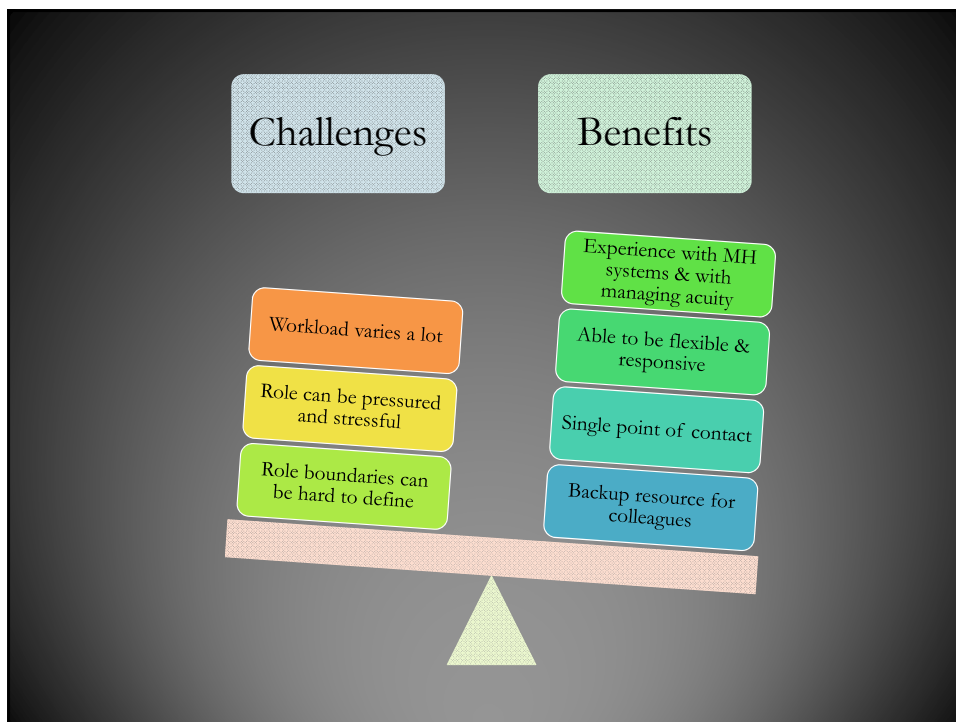 Challenges
Benefits
Workload varies a lot
Role can be pressured
and stressful
Role boundaries can
be hard to define
Experience with MH
systems & with
managing acuity
Able to be flexible &
responsive
Single point of contact
Backup resource for
colleagues